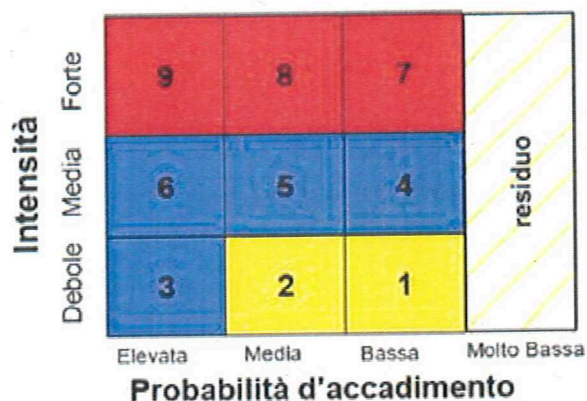 Intensità
Forte
Media
Debole
9 8 7
6 5 4
3 2 1
residuo
Elevata Media Bassa Molto Bassa
Probabilità d'accadimento